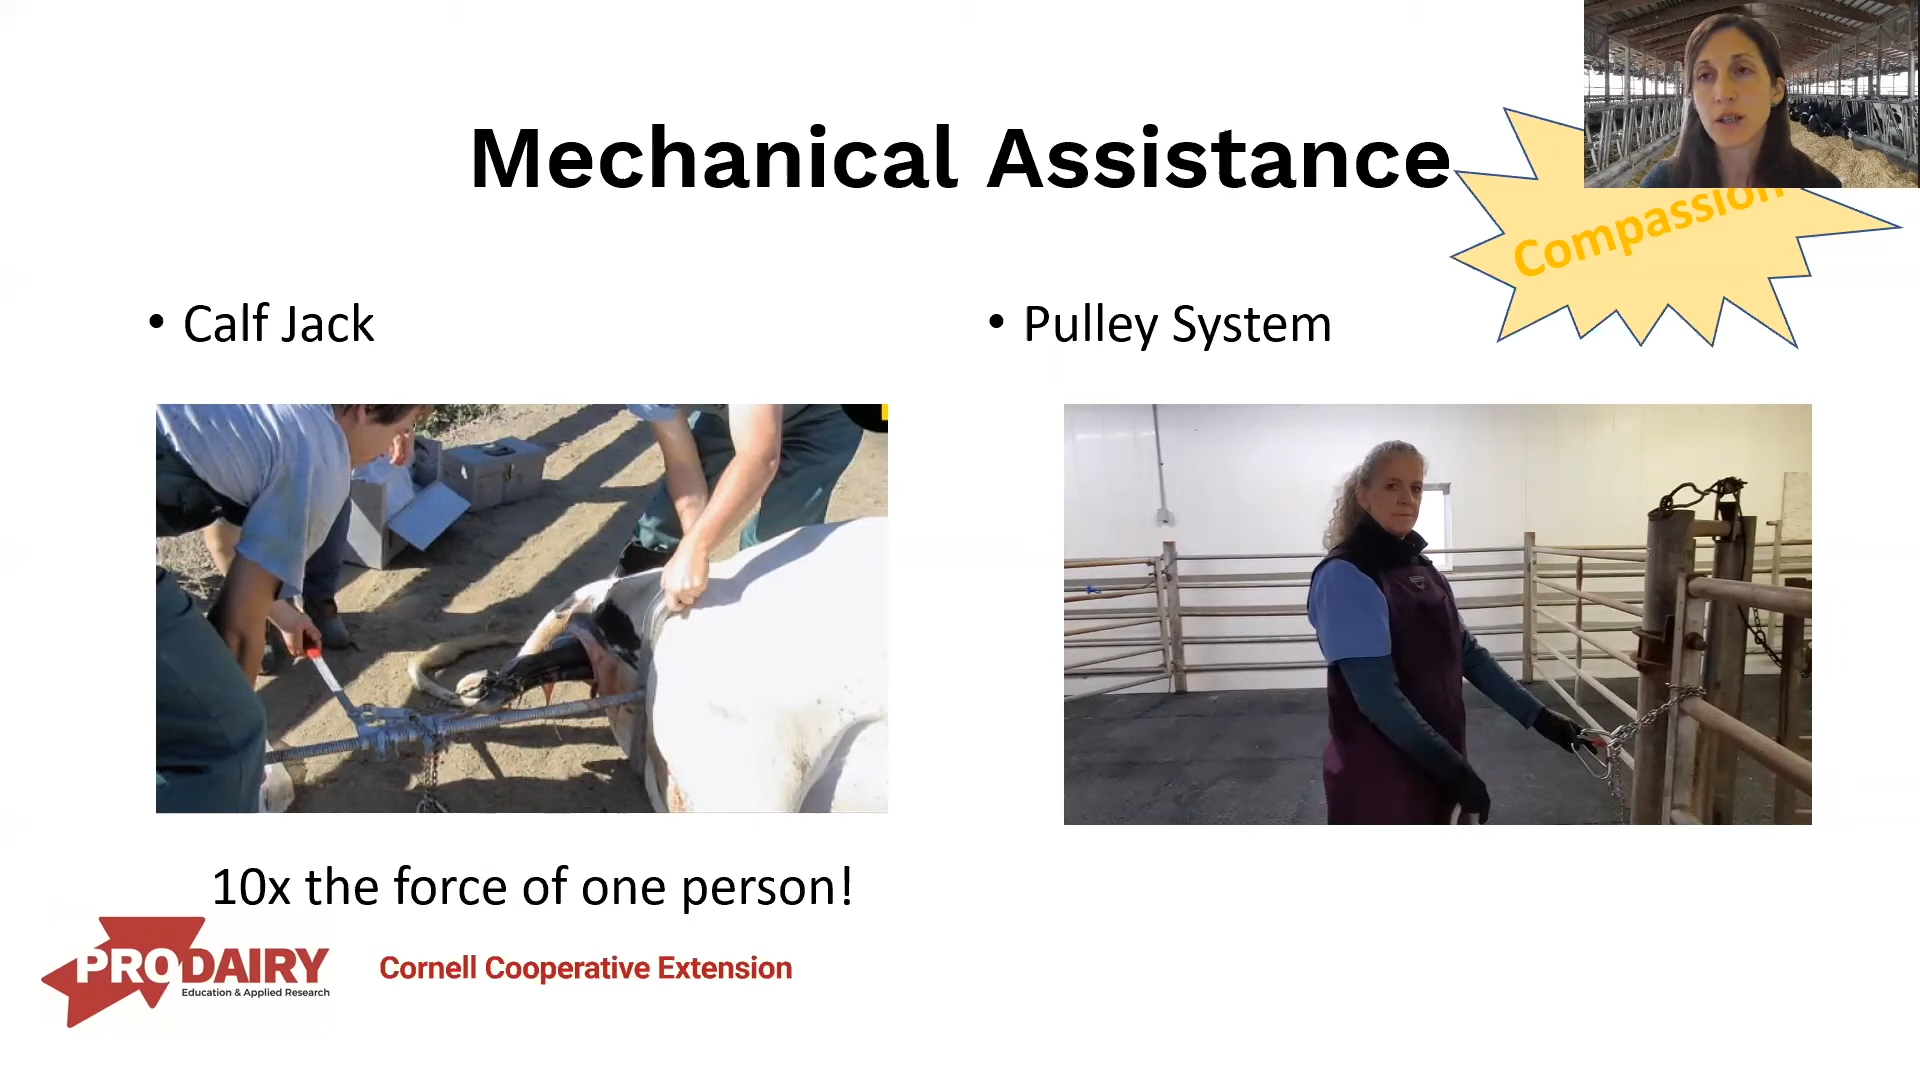 Mechanical Assistance
Compassion
• Calf Jack
• Pulley System
10x the force of one person!
PRODAIRY
Education & Applied Research
Cornell Cooperative Extension